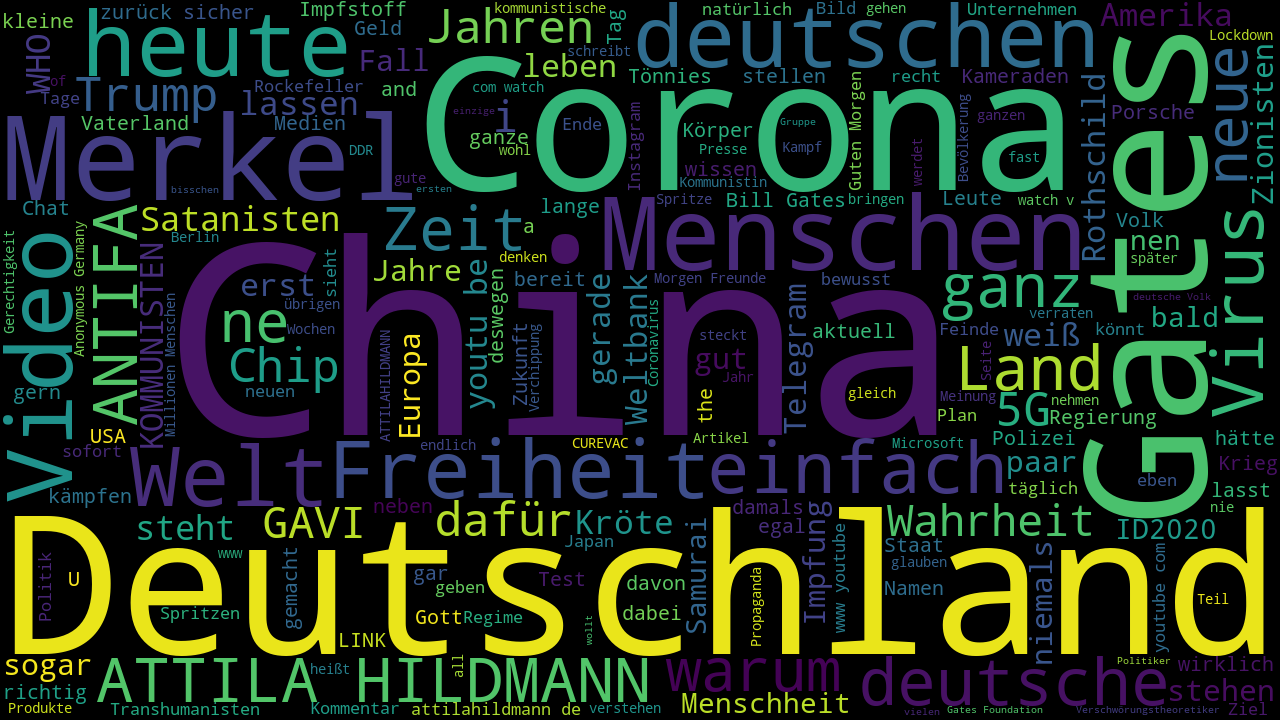 kleine
zurück sicher
Impfstoff
kommunistische
Tag
natürlich
Bild
gehen
Unternehmen
Amerika
WHO
heute
Geld
Jahren
schreibt
deutschen
Lockdown
Fall
leben
of
Tage
Trump
Rockefeller
lassen
and
com watch
Tönnies
stellen
recht
Kameraden
Gates
neue
zionisten
Corona
einzige
i
Vaterland
Medien
ganze
Ende
Instagram
Körper
Gruppe
Guten Morgen
Bevölkerung
ganzen
Rothschild
Porsche
Merkel
DDR
wohl
Presse
Kampf
werdet
fast
wissen
bisschen
gute
ersten
Kommunistin
Spritze
Bill Gates
bringen
Leute
watch v
Virus
Chat
Satanisten
Zeit
a
lange
Menschen
Volk
Video
Gerechtigkeit
Anonymous Germany
ANTIFA
Berlin
KOMMUNISTEN
China
denken
nen
später
erst
sieht
Jahre
youtu be
bereit
gerade
Morgen Freunde
bewusst
ganz
deutsche Volk
übrigen
ne
Wochen
deswegen
Zukunft
Verchippung
Weltbank
Coronavirus
steckt
Telegram
aktuell
Feinde
weiß
verraten
könnt
bald
Millionen Menschen
Chip
ATTILAHILDMANN
Europa
gut
Jahr
Land
Seite
gern
neuen
the
gleich
Meinung
nehmen
Plan
5G
Regierung
USA
sofort
endlich
CUREVAC
Artikel
Microsoft
Polizei
hätte
Welt
Freiheit
einfach
paar
Krieg
kämpfen
täglich
eben
lasst
neben
damals
nie
steht
GAVI
dafür
Kröte
egal
Impfung
Wahrheit
ID2020
Japan
Samurai
www youtube
Staat
Deutschland
www
gemacht
gar
glauben
niemals
youtube com
Politik
U
geben
Test
davon
Propaganda
Namen
Teil
Spritzen
Gott
Regime
dabei
wollt
LINK
sogar
ATTILA HILDMANN
heißt
all
warum
deutsche
Politiker
wirklich
richtig
stehen
Produkte
Transhumanisten
Kommentar
attilahildmann de
verstehen
Menschheit
vielen
Gates Foundation
Verschwörungstheoretiker
Ziel